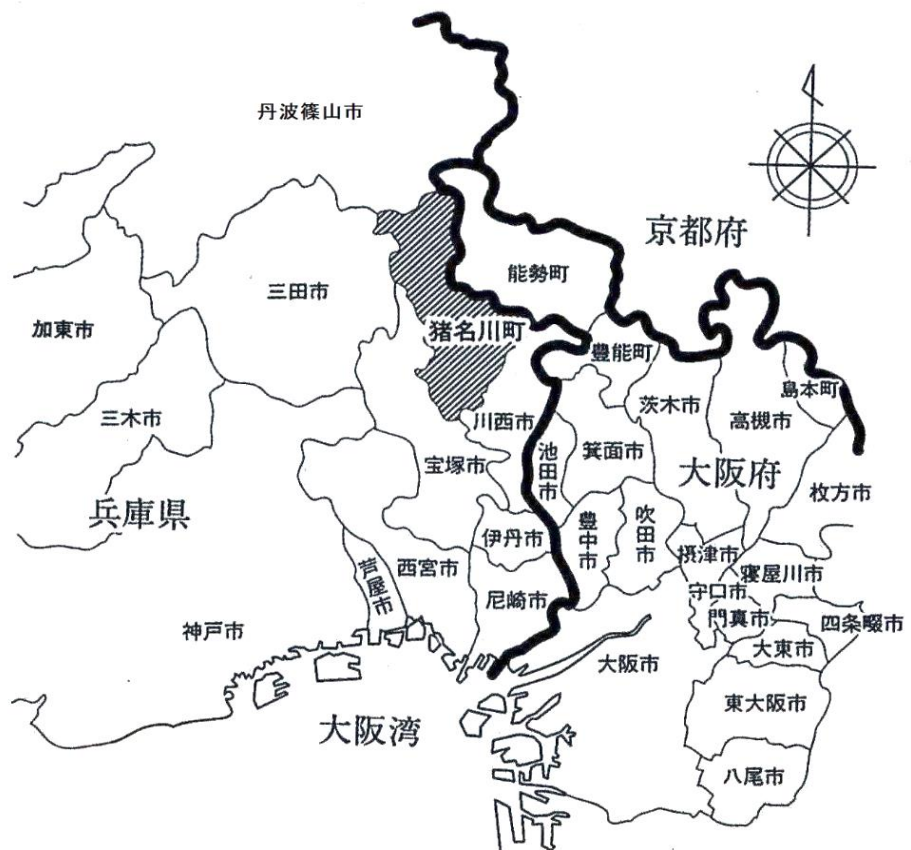 丹波篠山市
京都府
能勢町
三田市
加東市
猪名川町
豊能町
島本町
茨木市
三木市
高槻市
川西市
箕面市
池田市
宝塚市
大阪府
枚方市
兵庫県
吹田市
豊中市
伊丹市
摂津市
西宮市
芦屋市
寝屋川市
守口市
尼崎市
門真市
四条畷市
神戸市
大東市
大阪市
東大阪市
大阪湾
八尾市